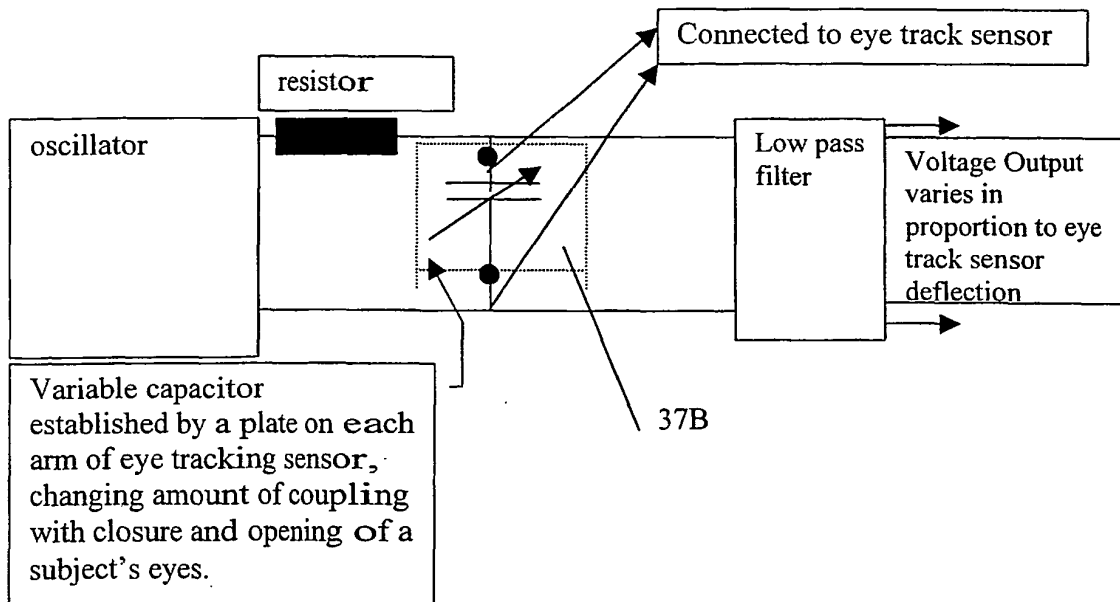 Connected to eye track sensor
resistor
oscillator
Low pass
filter
Voltage Output
varies in
proportion to eye
track sensor
deflection
Variable capacitor
established by a plate on each
arm of eye tracking sensor,
changing amount of coupling
with closure and opening of a
subject's eyes.
37B